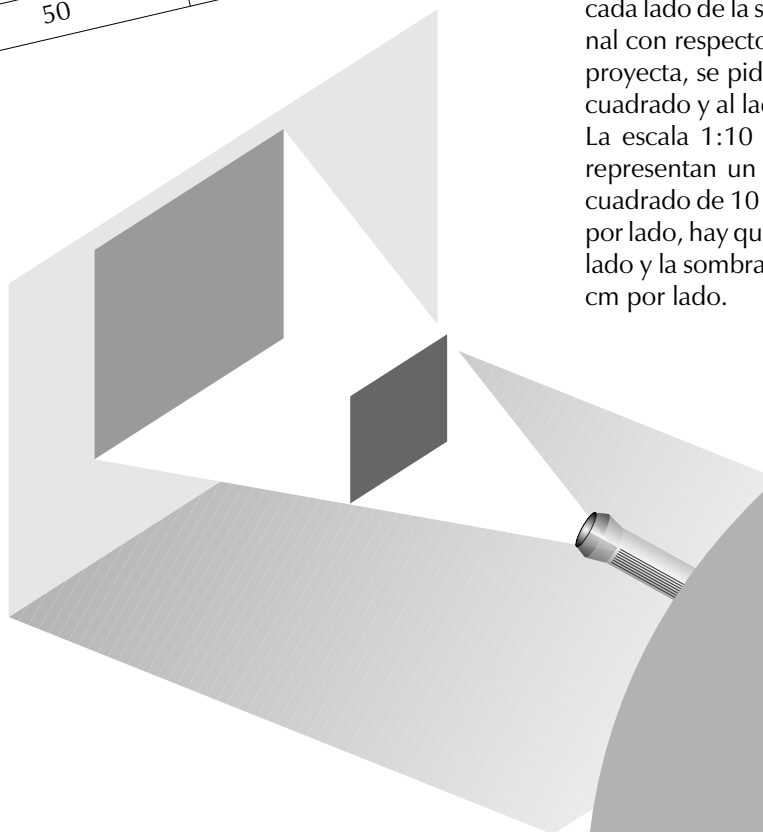 50
cada lado de la s
nal con respecto
proyecta, se pid
cuadrado y al lad
La escala 1:10
representan un
cuadrado de 10
por lado, hay qu
lado y la sombra
cm por lado.